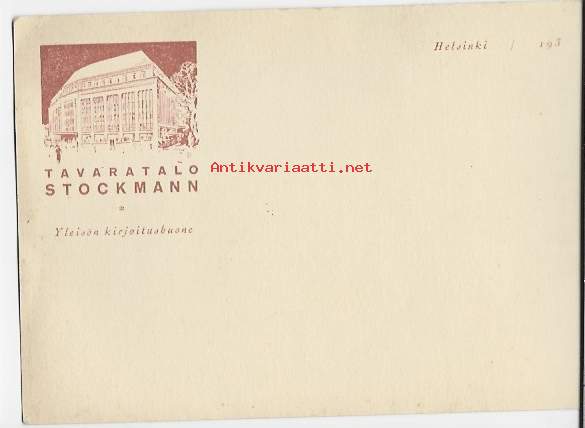 Helsinki / 193
TAVARATALO
STOCKMANN
Yleisön kirjoitushuone
Antikvariaatti.net